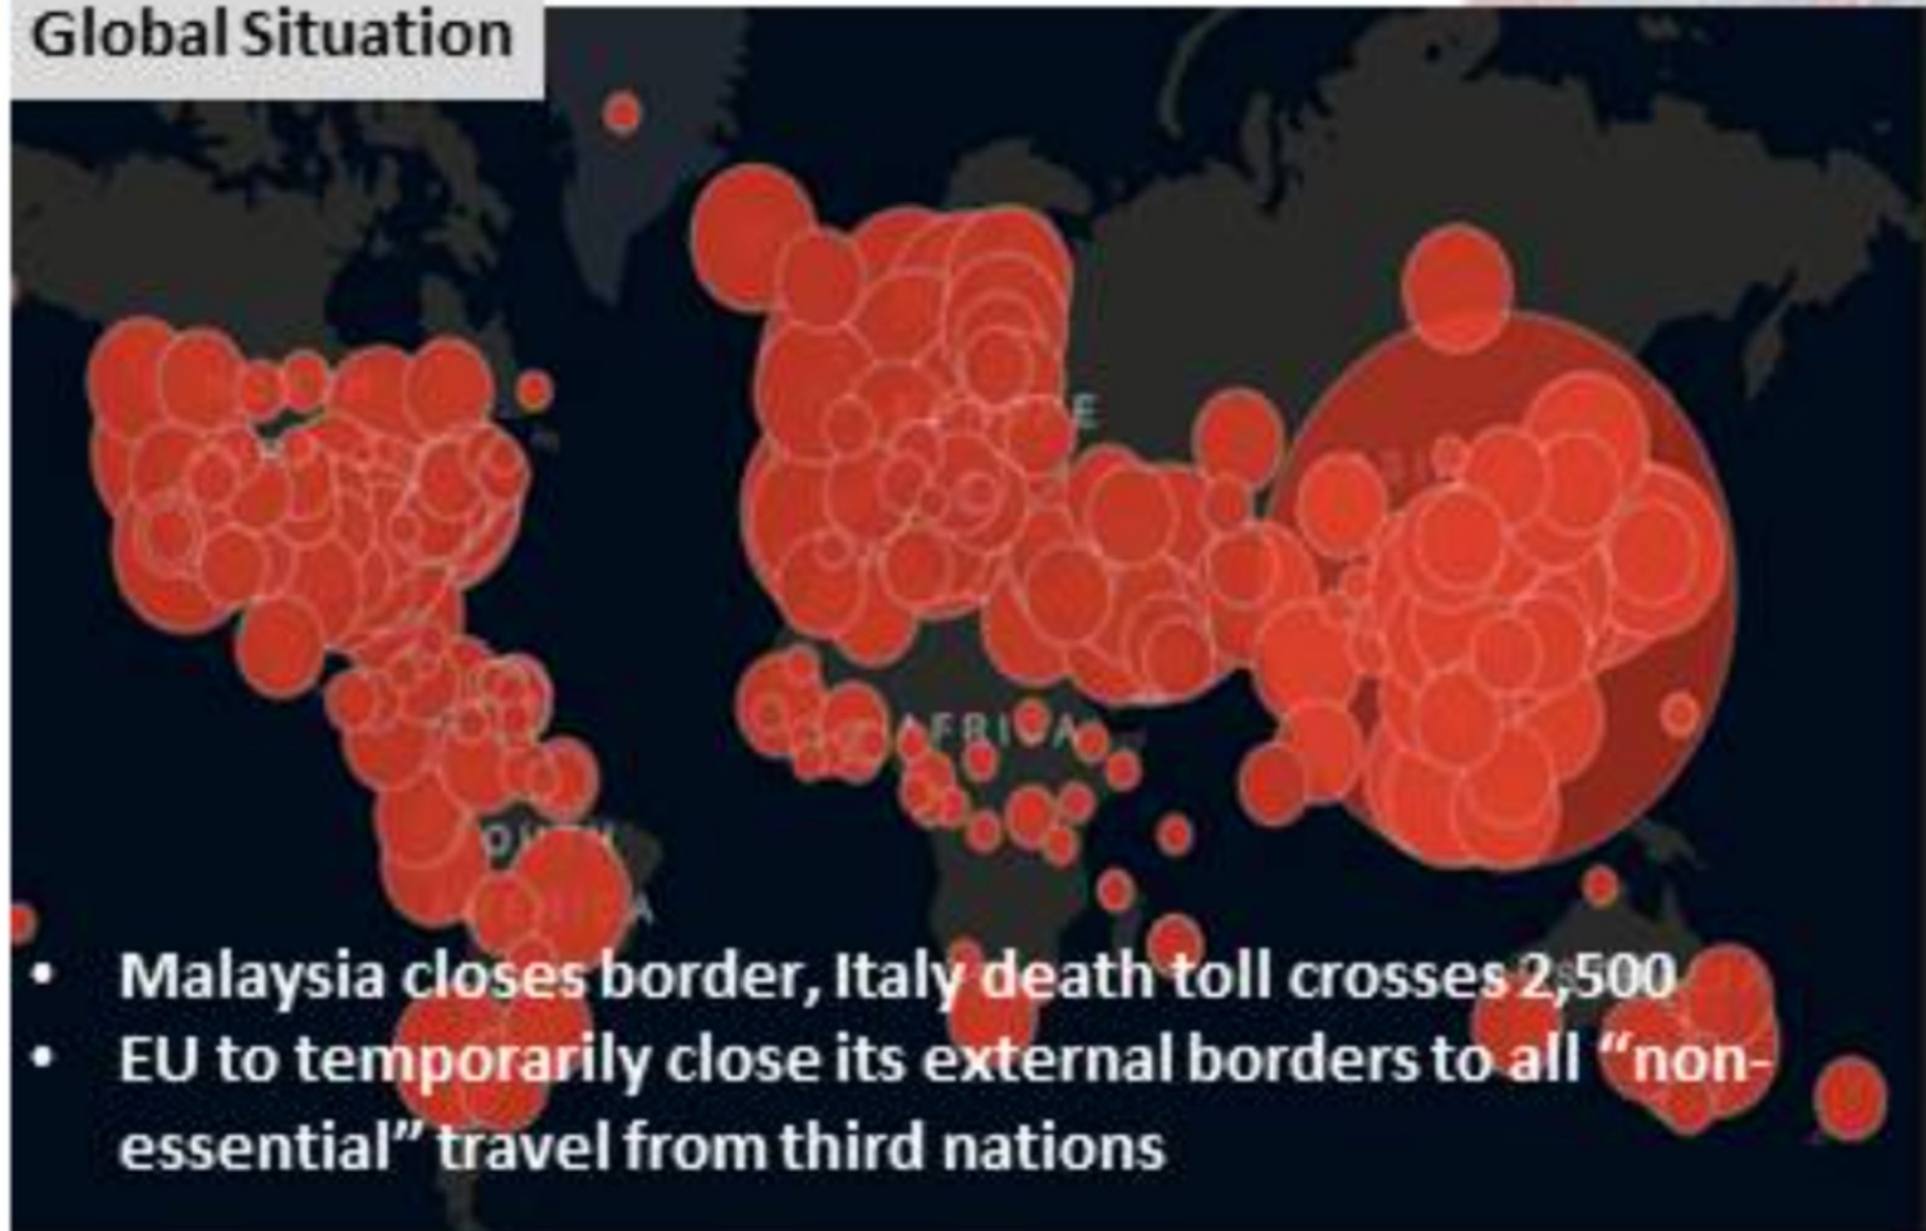 Global Situation
E
AFRICA
• Malaysia closes border, Italy death toll crosses 2,500
• EU to temporarily close its external borders to all “non-
essential” travel from third nations